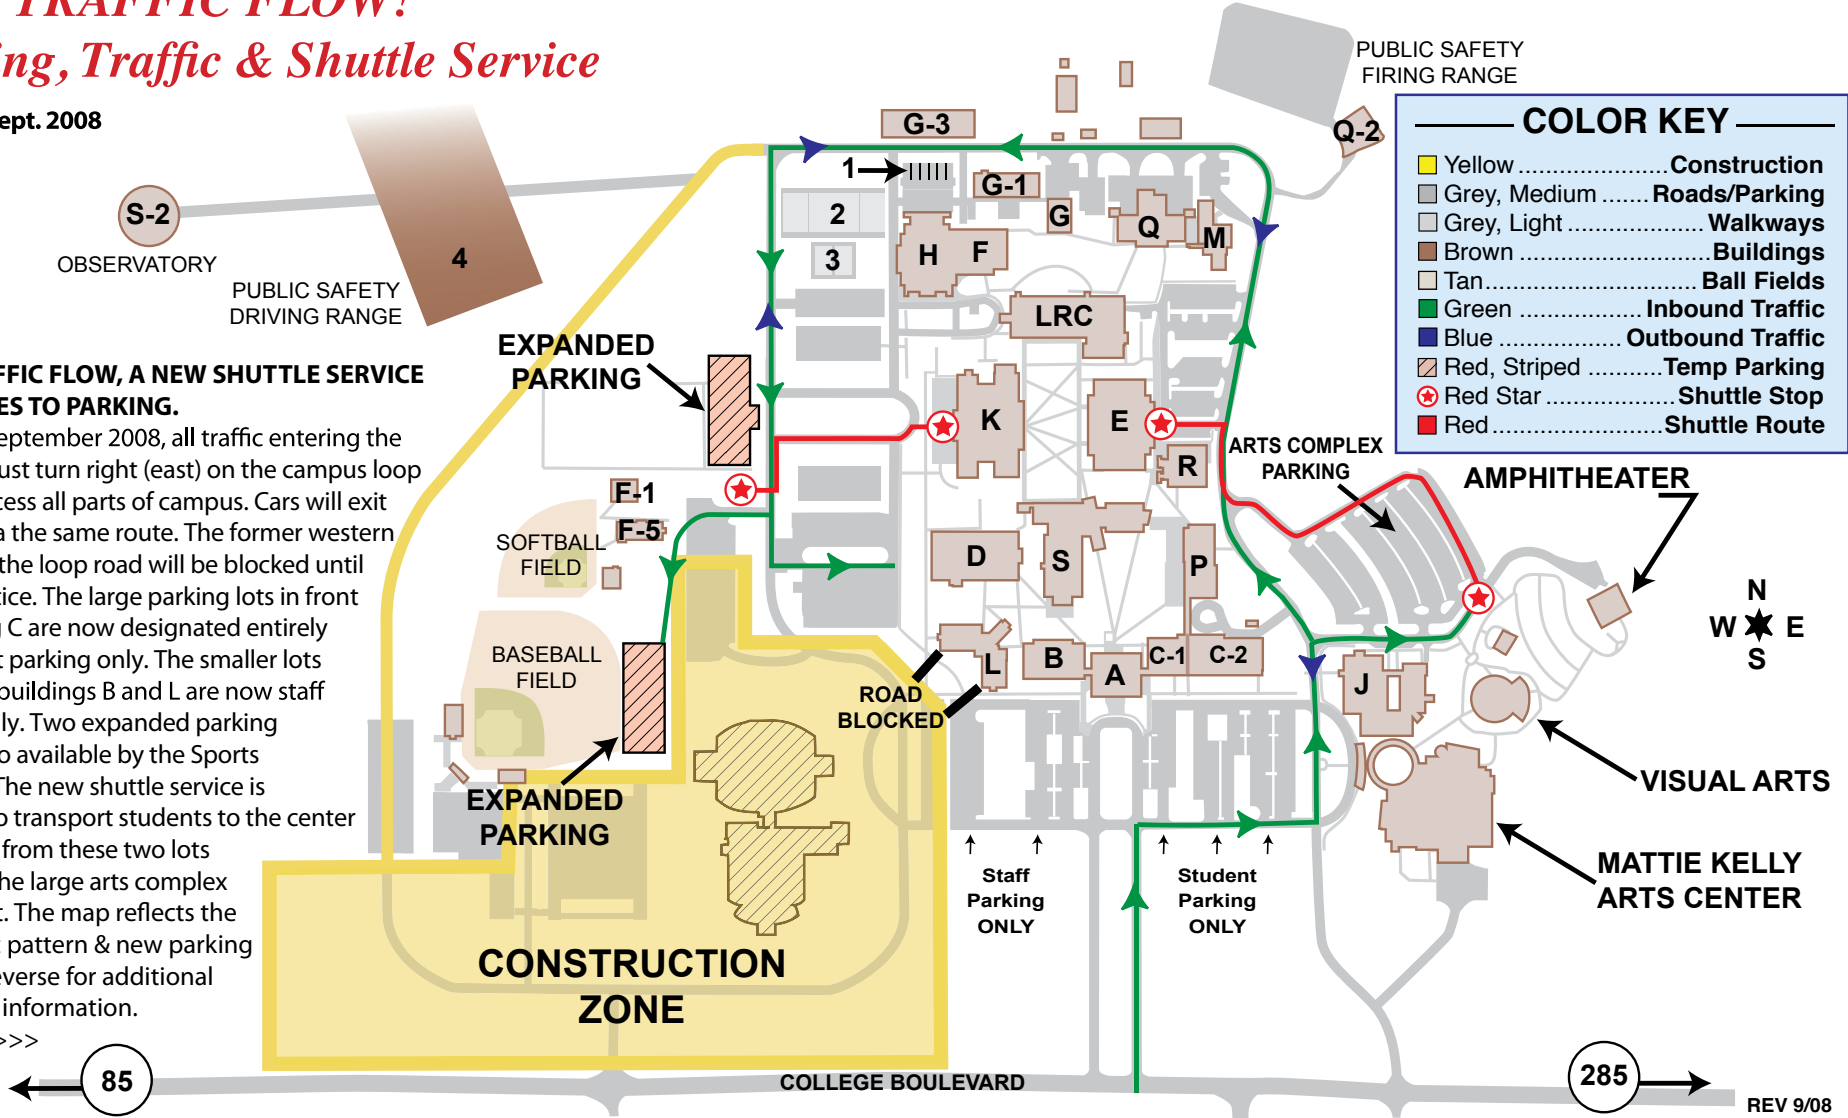 TRAFFIC FLOW!
ing, Traffic & Shuttle Service
ept. 2008
FFIC FLOW, A NEW SHUTTLE SERVICE
ES TO PARKING.
eptember 2008, all traffic entering the
ust turn right (east) on the campus loop
cess all parts of campus. Cars will exit
a the same route. The former western
the loop road will be blocked until
tice. The large parking lots in front
g C are now designated entirely
t parking only. The smaller lots
buildings B and L are now staff
ly. Two expanded parking
o available by the Sports
The new shuttle service is
o transport students to the center
from these two lots
he large arts complex
t. The map reflects the
t pattern & new parking
everse for additional
information.
>>>
COLOR KEY
Yellow ...................... Construction
Grey, Medium ....... Roads/Parking
Grey, Light .................... Walkways
Brown ............................. Buildings
Tan ................................ Ball Fields
Green .................. Inbound Traffic
Blue .................. Outbound Traffic
Red, Striped ........... Temp Parking
Red Star ................... Shuttle Stop
Red ......................... Shuttle Route
PUBLIC SAFETY
FIRING RANGE
Q-2
G-3
1
G-1
G
Q
M
2
3
H
F
S-2
OBSERVATORY
4
PUBLIC SAFETY
DRIVING RANGE
LRC
EXPANDED
PARKING
K
E
R
ARTS COMPLEX
PARKING
AMPHITHEATER
F-1
F-5
SOFTBALL
FIELD
D
S
P
N
W E
S
BASEBALL
FIELD
L
B
A
C-1
C-2
J
ROAD
BLOCKED
EXPANDED
PARKING
VISUAL ARTS
MATTIE KELLY
ARTS CENTER
Staff
Parking
ONLY
Student
Parking
ONLY
CONSTRUCTION
ZONE
85
COLLEGE BOULEVARD
285
REV 9/08